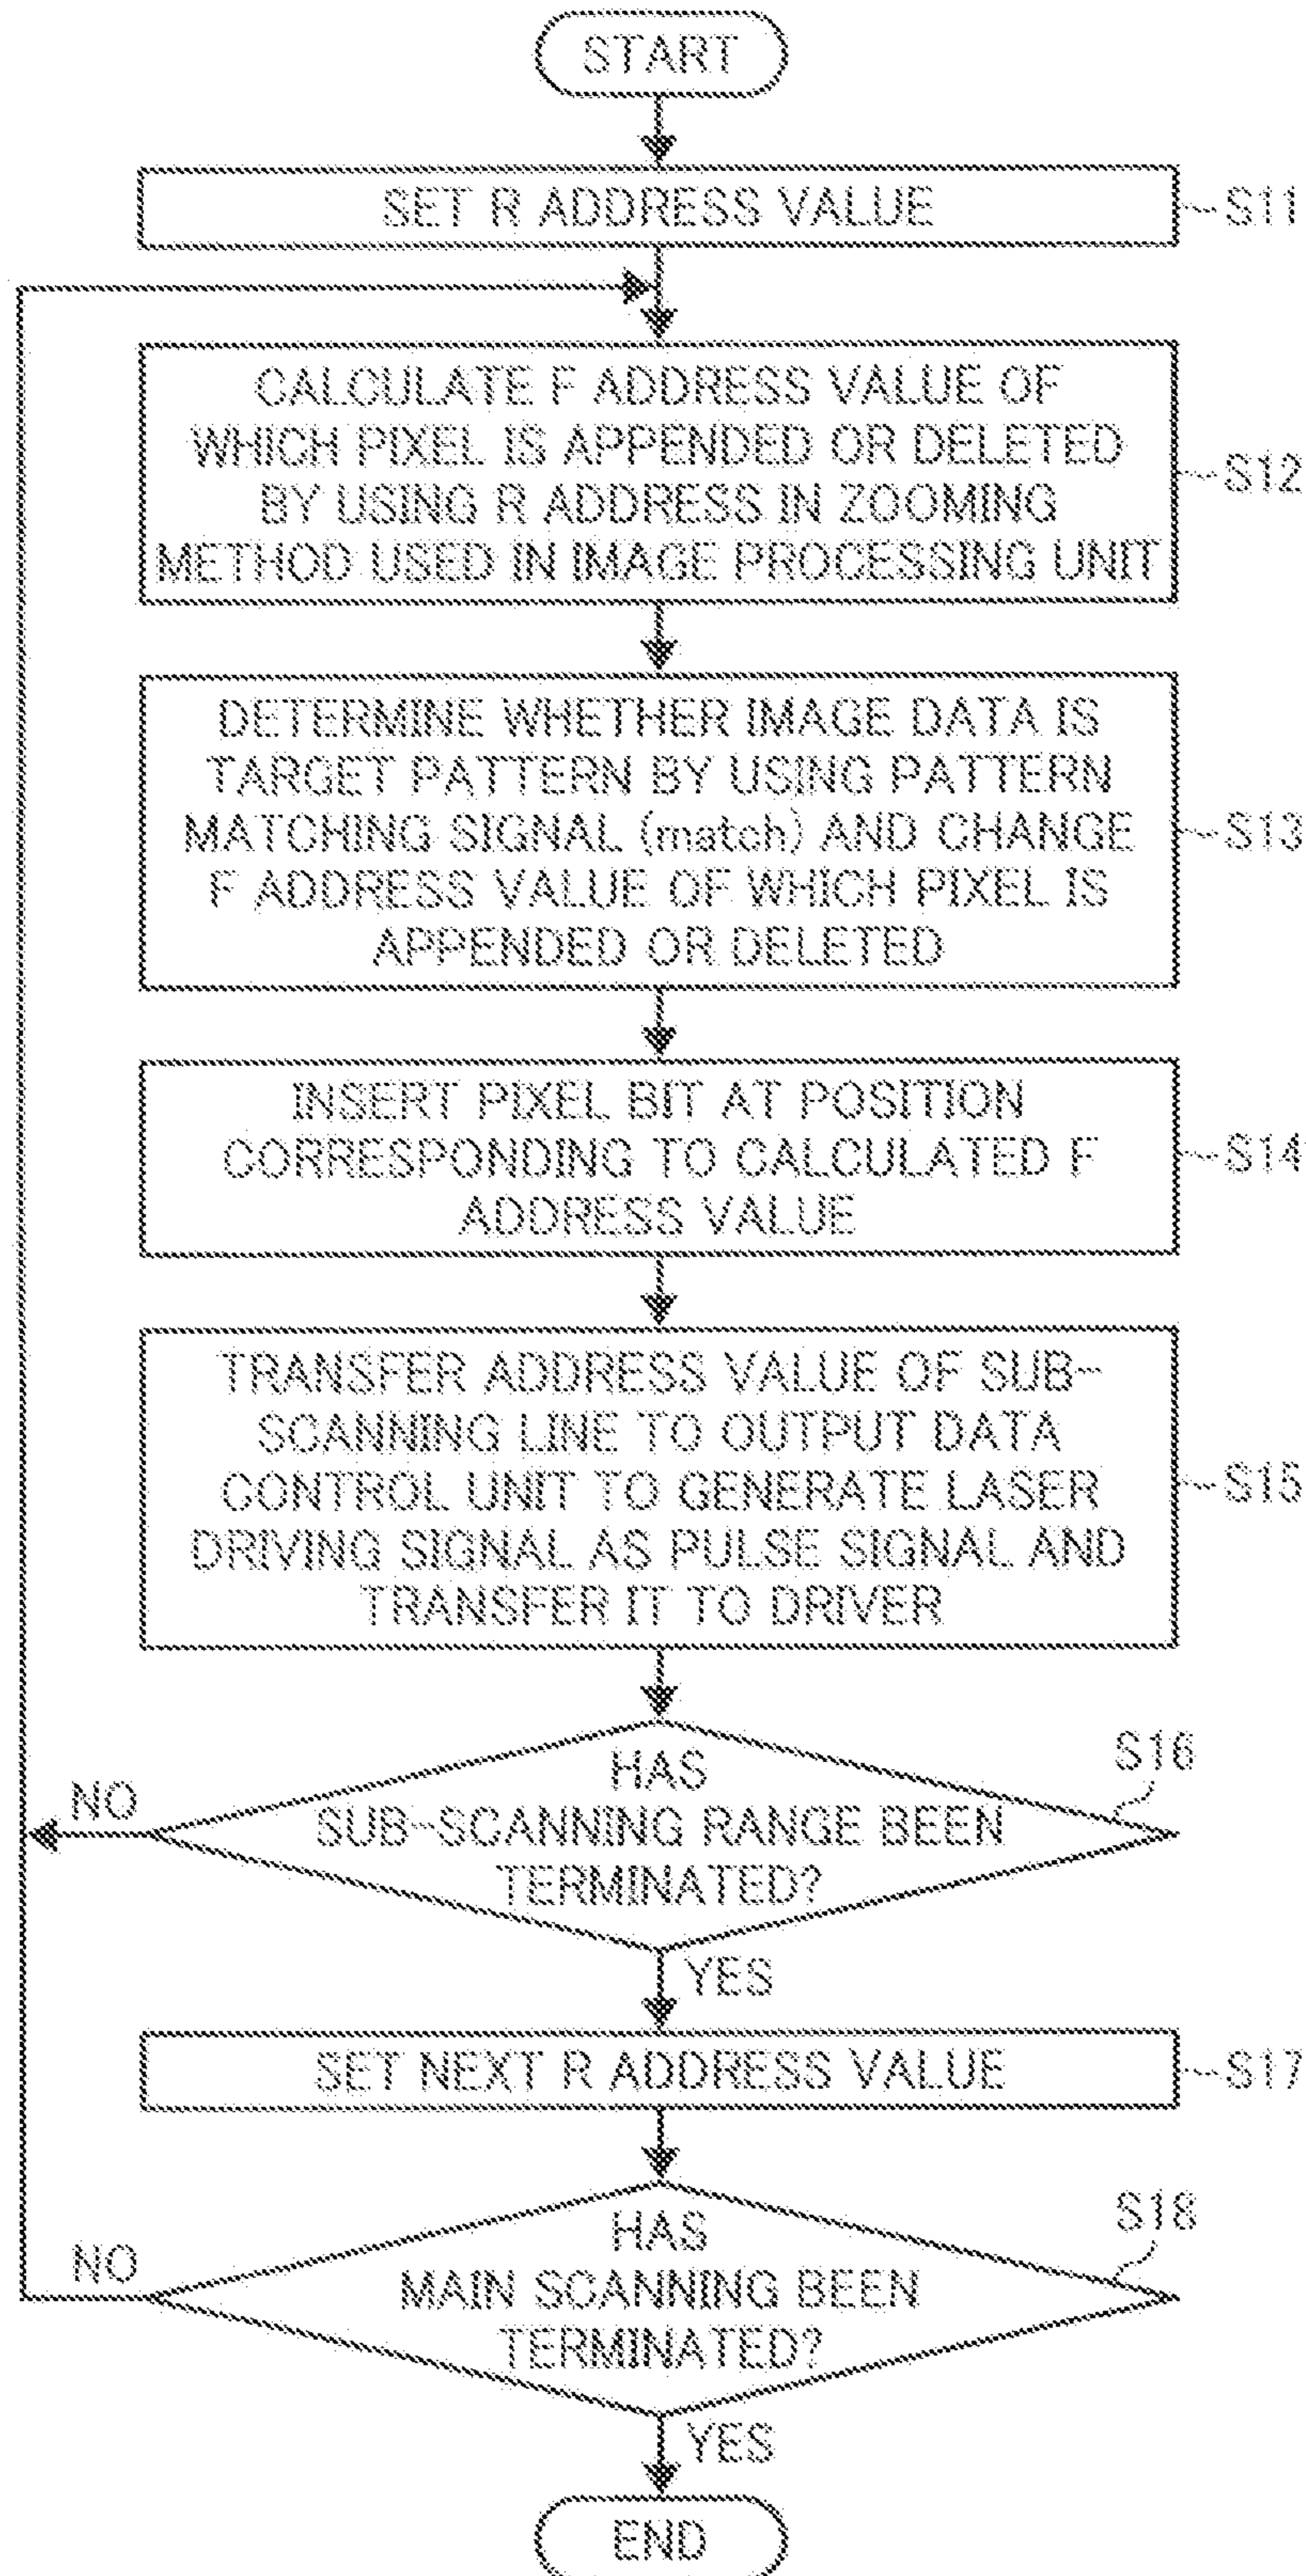 START
SET R ADDRESS VALUE
S11
CALCULATE F ADDRESS VALUE OF
WHICH PIXEL IS APPENDED OR DELETED
BY USING R ADDRESS IN ZOOMING
METHOD USED IN IMAGE PROCESSING UNIT
S12
DETERMINE WHETHER IMAGE DATA IS
TARGET PATTERN BY USING PATTERN
MATCHING SIGNAL (match) AND CHANGE
F ADDRESS VALUE OF WHICH PIXEL IS
APPENDED OR DELETED
S13
INSERT PIXEL BIT AT POSITION
CORRESPONDING TO CALCULATED F
ADDRESS VALUE
S14
TRANSFER ADDRESS VALUE OF SUB-
SCANNING LINE TO OUTPUT DATA
CONTROL UNIT TO GENERATE LASER
DRIVING SIGNAL AS PULSE SIGNAL AND
TRANSFER IT TO DRIVER
S15
HAS
SUB-SCANNING RANGE BEEN
TERMINATED?
S16
NO
YES
SET NEXT R ADDRESS VALUE
S17
HAS
MAIN SCANNING BEEN
TERMINATED?
S18
NO
YES
END